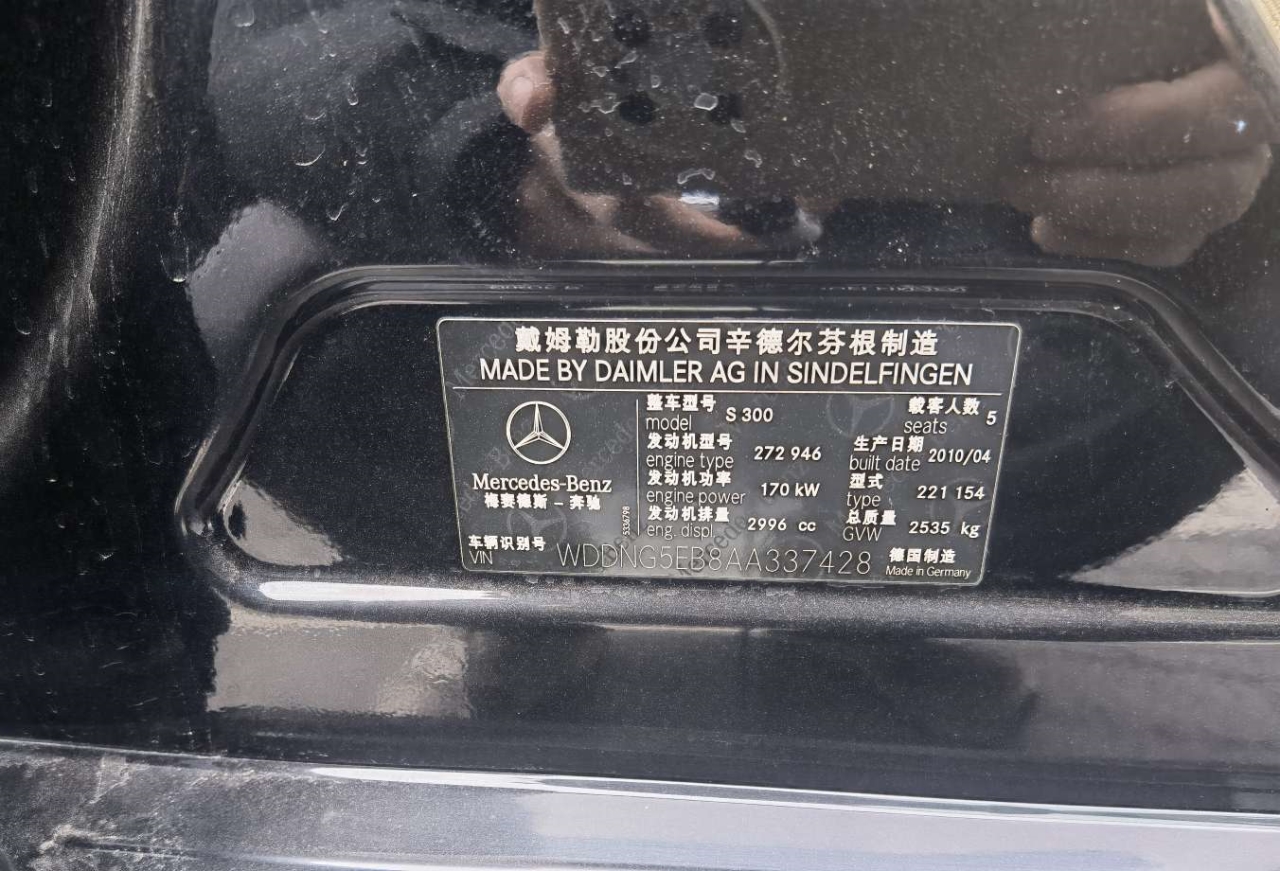 戴姆勒股份公司辛德尔芬根制造
MADE BY DAIMLER AG IN SINDELFINGEN
Mercedes-Benz
梅赛德斯 - 奔驰
整车型号 载客人数
model S 300 seats 5
发动机型号 生产日期
engine type 272 946 built date 2010/04
发动机功率 型式
engine power 170 kW type 221 154
发动机排量 总质量
eng. displ. 2996 cc GVW 2535 kg
5336798
车辆识别号 德国制造
VIN WDDNG5EB8AA337428 Made in Germany